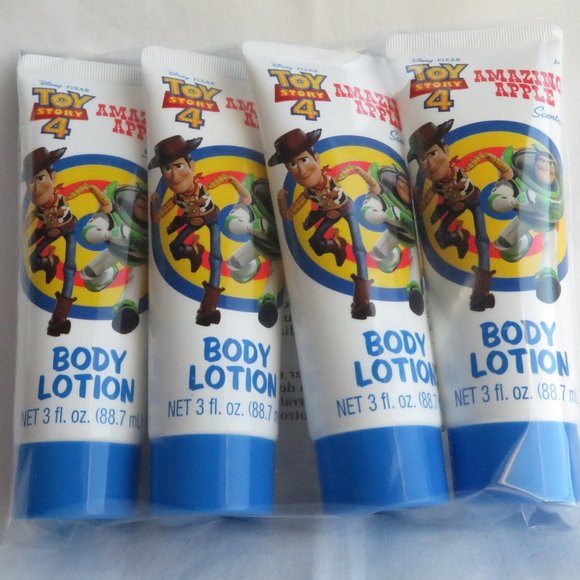 Disney PIXAR
TOY
STORY
4
AMAZING
APPLE
BODY
LOTION
NET 3 fl. oz. (88.7 mL)
Disney PIXAR
TOY
STORY
4
BODY
LOTION
NET 3 fl. oz. (88.7 m
Disney PIXAR
TOY
STORY
4
AMAZING
APPLE
BODY
LOTION
NET 3 fl. oz. (88.7
Disney PIXAR
TOY
STORY
4
AMAZING
APPLE
Scented
BODY
LOTION
NET 3 fl. oz. (88.7 m